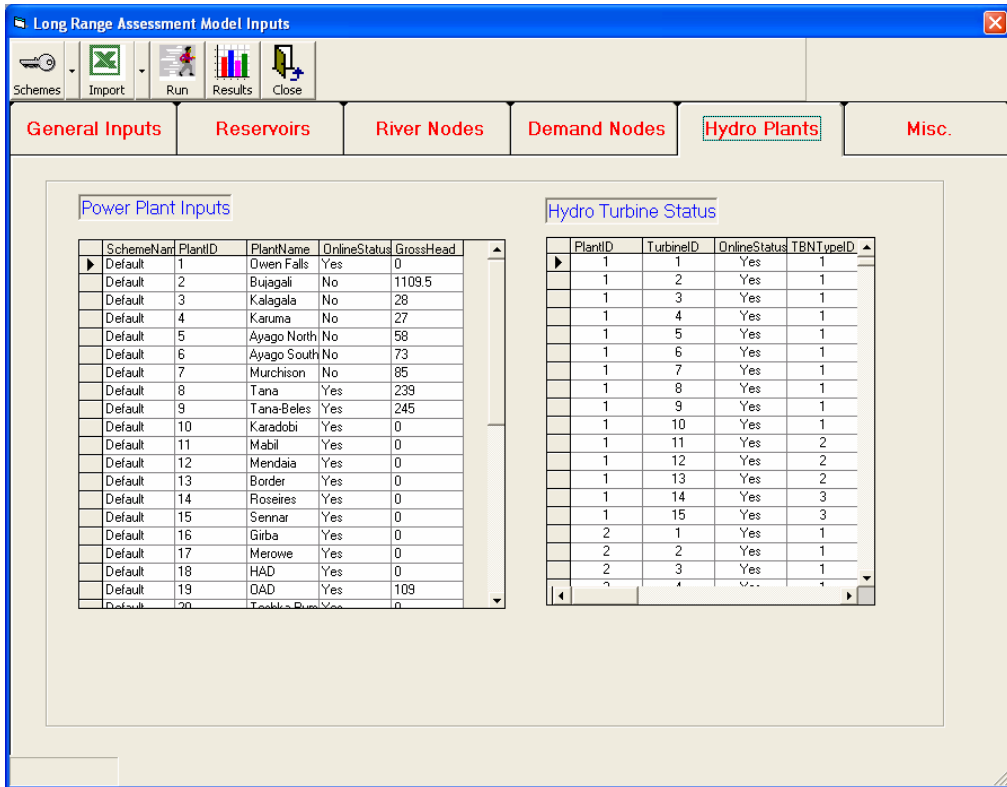 Long Range Assessment Model Inputs
Schemes Import Run Results Close
General Inputs Reservoirs River Nodes Demand Nodes Hydro Plants Misc.
Power Plant Inputs
SchemeNam PlantID PlantName OnlineStatus GrossHead
Default 1 Owen Falls Yes 0
Default 2 Bujagali No 1109.5
Default 3 Kalagala No 28
Default 4 Karuma No 27
Default 5 Ayago North No 58
Default 6 Ayago South No 73
Default 7 Murchison No 85
Default 8 Tana Yes 239
Default 9 Tana-Beles Yes 245
Default 10 Karadobi Yes 0
Default 11 Mabil Yes 0
Default 12 Mendaia Yes 0
Default 13 Border Yes 0
Default 14 Roseires Yes 0
Default 15 Sennar Yes 0
Default 16 Girba Yes 0
Default 17 Merowe Yes 0
Default 18 HAD Yes 0
Default 19 OAD Yes 109
Default 20 Yes 0
Hydro Turbine Status
PlantID TurbineID OnlineStatus TBNTypeID
1 1 Yes 1
1 2 Yes 1
1 3 Yes 1
1 4 Yes 1
1 5 Yes 1
1 6 Yes 1
1 7 Yes 1
1 8 Yes 1
1 9 Yes 1
1 10 Yes 1
1 11 Yes 2
1 12 Yes 2
1 13 Yes 2
1 14 Yes 3
1 15 Yes 3
2 1 Yes 1
2 2 Yes 1
2 3 Yes 1
2 4 Yes 1